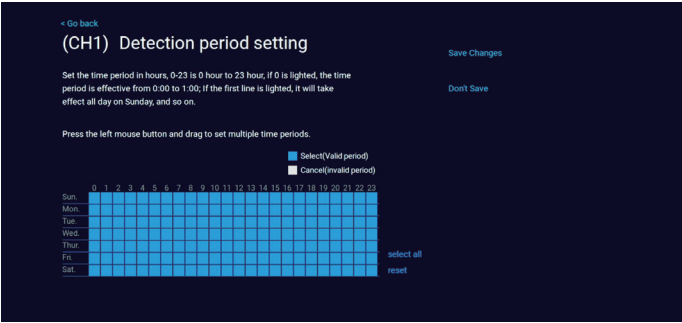 < Go back
(CH1) Detection period setting
Save Changes
Set the time period in hours, 0-23 is 0 hour to 23 hour, if 0 is lighted, the time
period is effective from 0:00 to 1:00; If the first line is lighted, it will take
effect all day on Sunday, and so on.
Don't Save
Press the left mouse button and drag to set multiple time periods.
Select(Valid period)
Cancel(invalid period)
0 1 2 3 4 5 6 7 8 9 10 11 12 13 14 15 16 17 18 19 20 21 22 23
Sun.
Mon.
Tue.
Wed.
Thur.
Fri.
select all
Sat.
reset